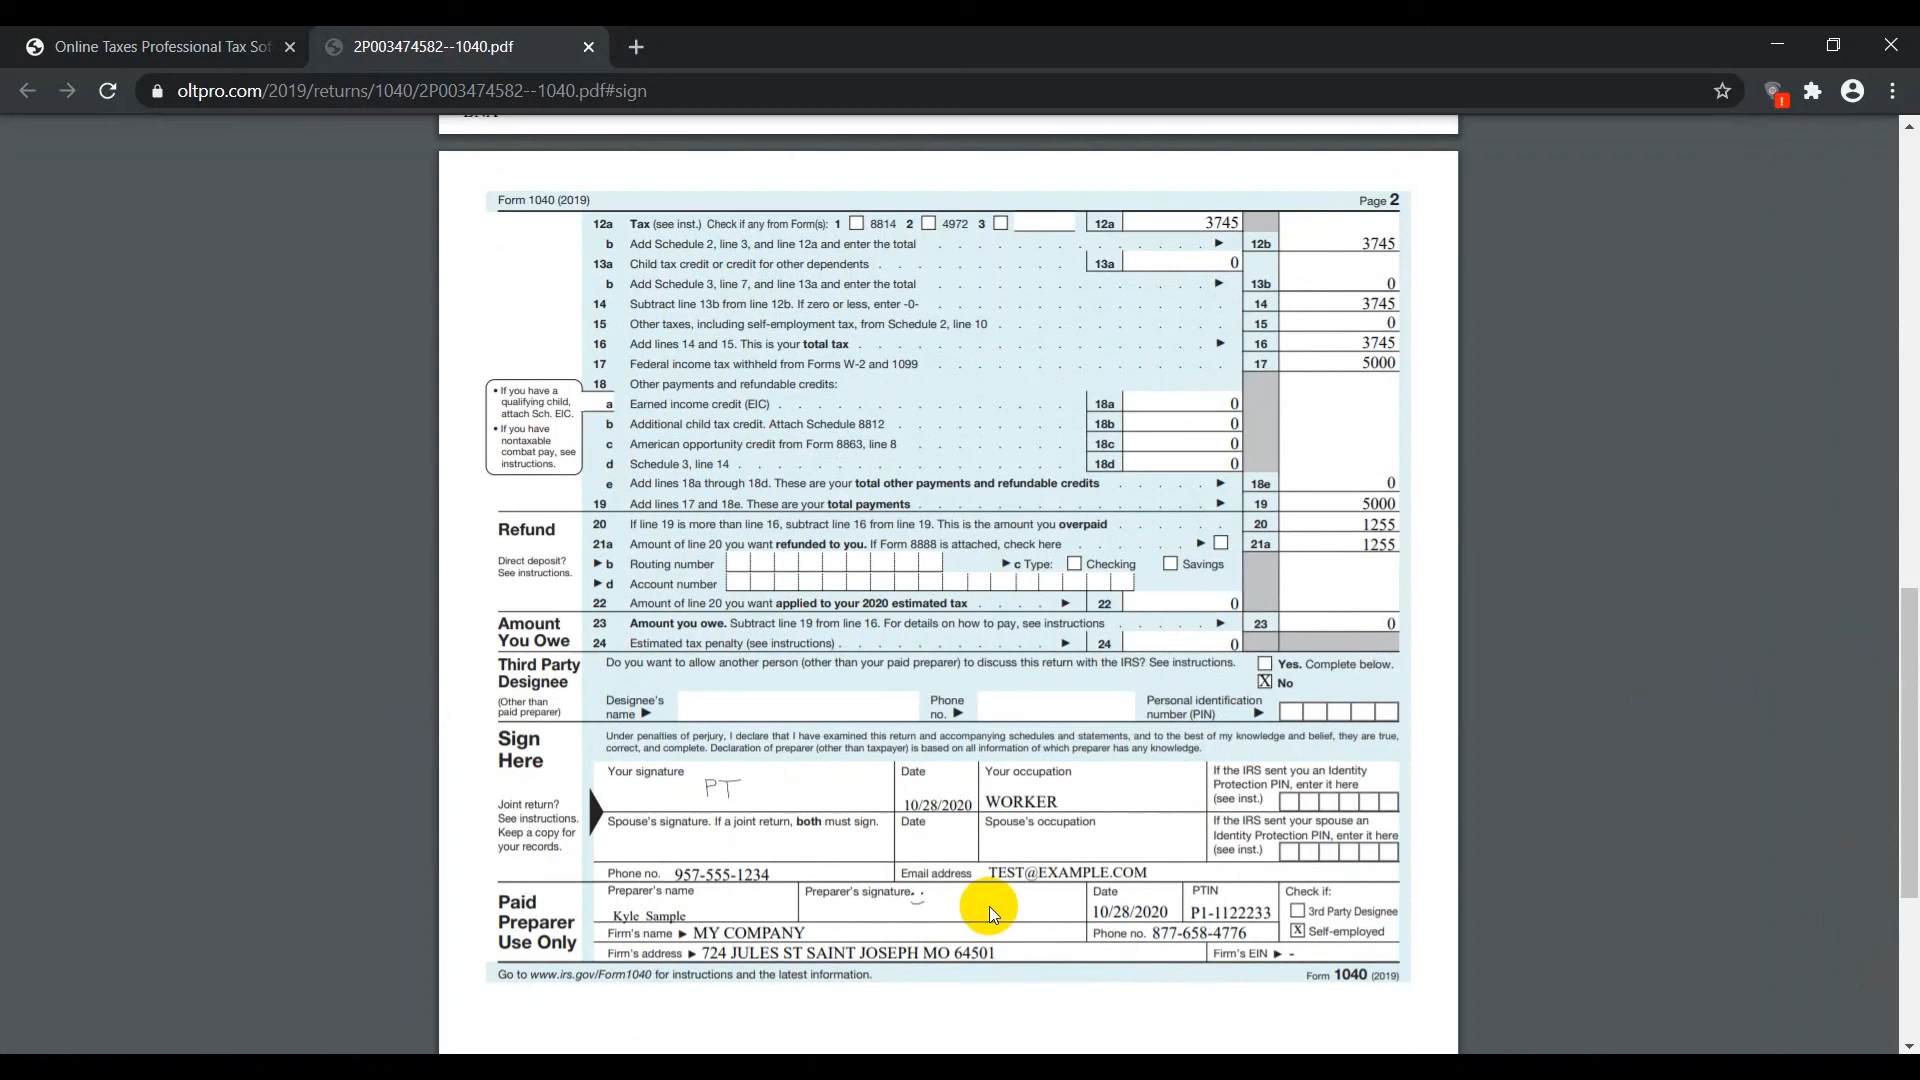 Online Taxes Professional Tax Sof
2P003474582--1040.pdf
oltpro.com/2019/returns/1040/2P003474582--1040.pdf#sign
Form 1040 (2019) Page 2
12a Tax (see inst.) Check if any from Form(s): 1 8814 2 4972 3 12a 3745
b Add Schedule 2, line 3, and line 12a and enter the total 12b 3745
13a Child tax credit or credit for other dependents 13a 0
b Add Schedule 3, line 7, and line 13a and enter the total 13b 0
14 Subtract line 13b from line 12b. If zero or less, enter -0- 14 3745
15 Other taxes, including self-employment tax, from Schedule 2, line 10 15 0
16 Add lines 14 and 15. This is your total tax 16 3745
17 Federal income tax withheld from Forms W-2 and 1099 17 5000
• If you have a qualifying child, attach Sch. EIC.
• If you have nontaxable combat pay, see instructions.
18 Other payments and refundable credits:
a Earned income credit (EIC) 18a 0
b Additional child tax credit. Attach Schedule 8812 18b 0
c American opportunity credit from Form 8863, line 8 18c 0
d Schedule 3, line 14 18d 0
e Add lines 18a through 18d. These are your total other payments and refundable credits 18e 0
19 Add lines 17 and 18e. These are your total payments 19 5000
Refund
Direct deposit?
See instructions.
20 If line 19 is more than line 16, subtract line 16 from line 19. This is the amount you overpaid 20 1255
21a Amount of line 20 you want refunded to you. If Form 8888 is attached, check here 21a 1255
b Routing number c Type: Checking Savings
d Account number
22 Amount of line 20 you want applied to your 2020 estimated tax 22 0
Amount
You Owe
23 Amount you owe. Subtract line 19 from line 16. For details on how to pay, see instructions 23 0
24 Estimated tax penalty (see instructions) 24 0
Third Party
Designee
(Other than
paid preparer)
Do you want to allow another person (other than your paid preparer) to discuss this return with the IRS? See instructions. Yes. Complete below.
X No
Designee's name Phone no. Personal identification number (PIN)
Sign
Here
Joint return?
See instructions.
Keep a copy for
your records.
Under penalties of perjury, I declare that I have examined this return and accompanying schedules and statements, and to the best of my knowledge and belief, they are true,
correct, and complete. Declaration of preparer (other than taxpayer) is based on all information of which preparer has any knowledge.
Your signature Date Your occupation If the IRS sent you an Identity Protection PIN, enter it here (see inst.)
PT 10/28/2020 WORKER
Spouse's signature. If a joint return, both must sign. Date Spouse's occupation If the IRS sent your spouse an Identity Protection PIN, enter it here (see inst.)
Phone no. 957-555-1234 Email address TEST@EXAMPLE.COM
Paid
Preparer
Use Only
Preparer's name Preparer's signature Date PTIN Check if:
Kyle Sample 10/28/2020 P1-1122233 3rd Party Designee
Firm's name MY COMPANY Phone no. 877-658-4776 X Self-employed
Firm's address 724 JULES ST SAINT JOSEPH MO 64501 Firm's EIN -
Go to www.irs.gov/Form1040 for instructions and the latest information. Form 1040 (2019)